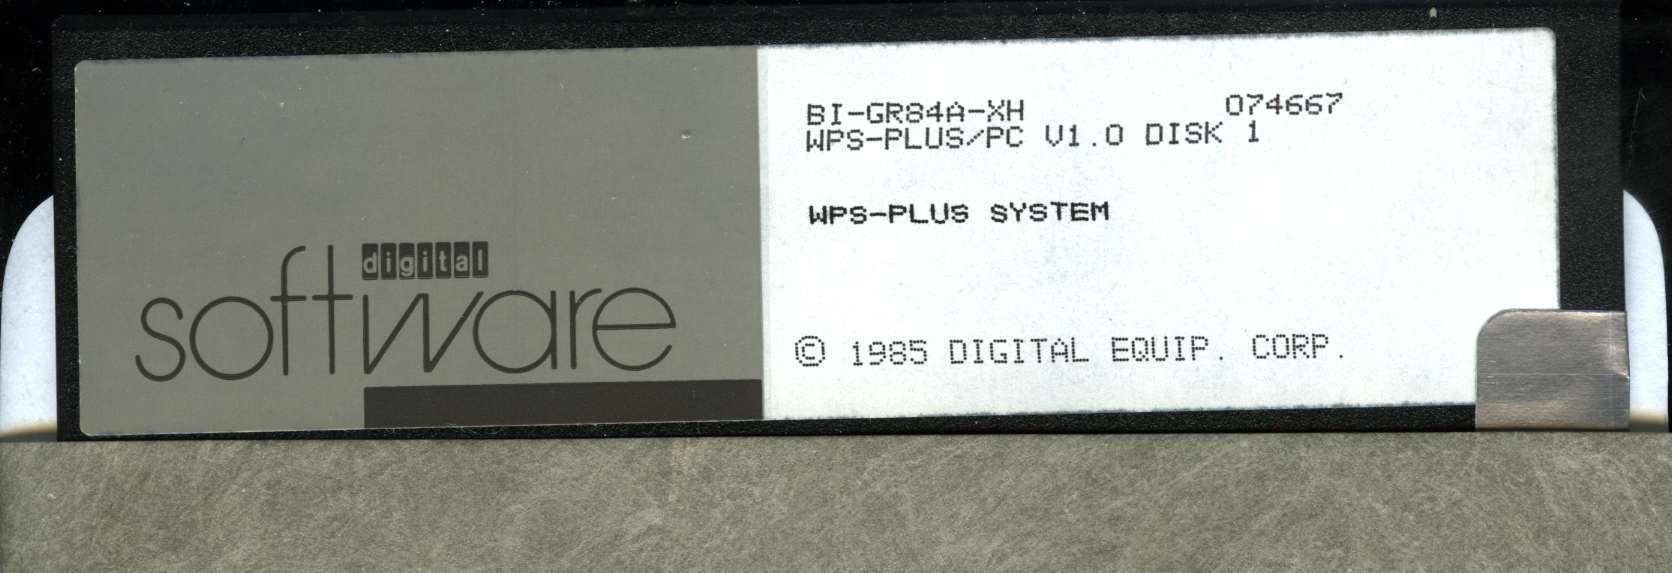 digital
software
BI-GR84A-XH 074667
WPS-PLUS/PC V1.0 DISK 1
WPS-PLUS SYSTEM
© 1985 DIGITAL EQUIP. CORP.